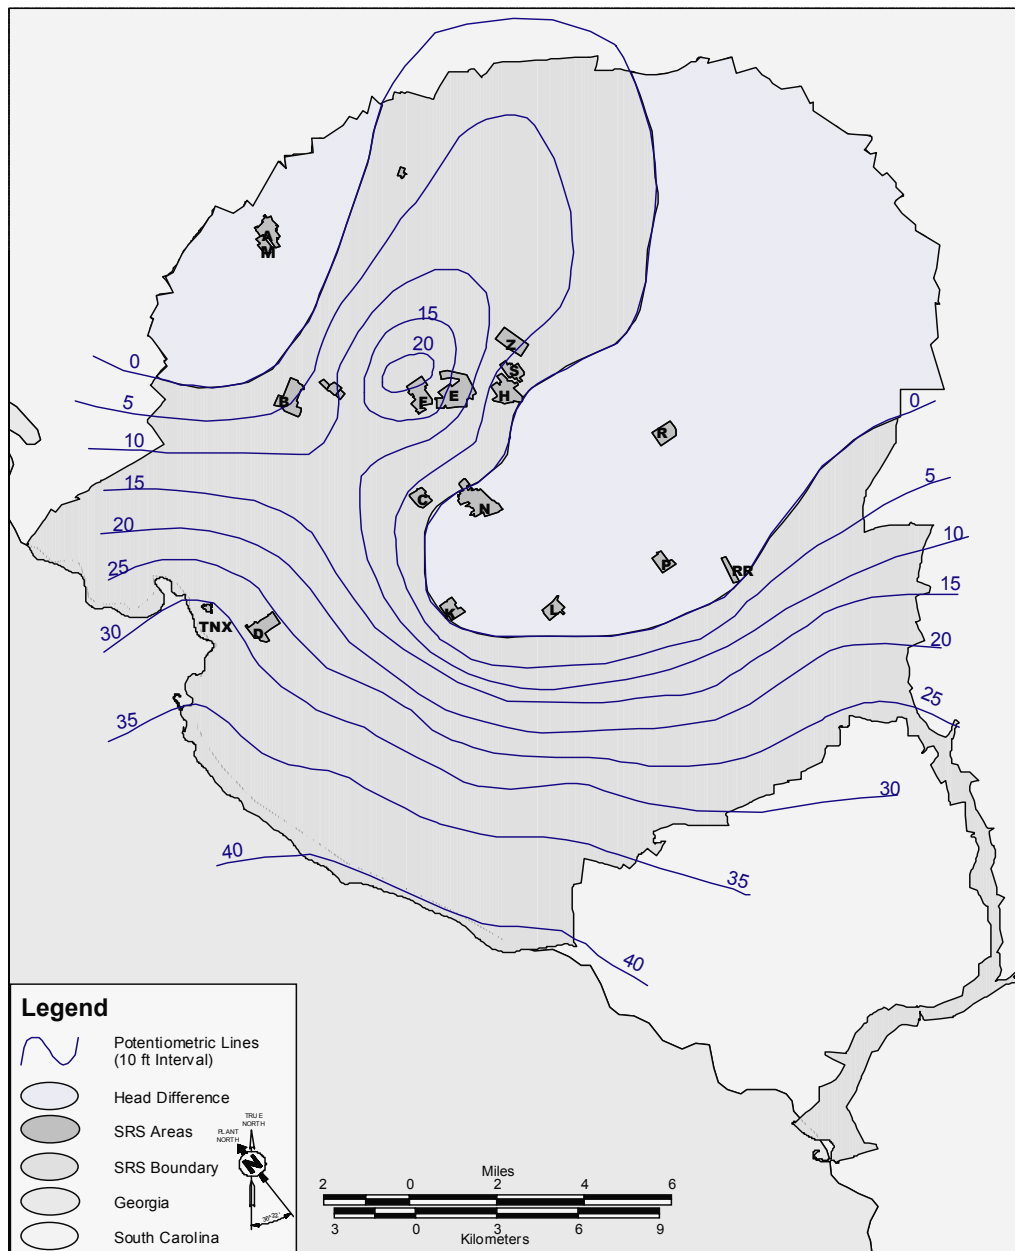 A
M
15
0
20
Z
S
5
B
F
E
H
0
10
R
5
15
C
N
10
20
25
P
RR
15
30
TNX
D
K
L
20
35
25
30
40
35
40
Legend
Potentiometric Lines
(10 ft Interval)
Head Difference
SRS Areas
SRS Boundary
Georgia
South Carolina
TRUE
NORTH
PLANT
NORTH
N
Miles
2 0 2 4 6
3 0 3 6 9
Kilometers